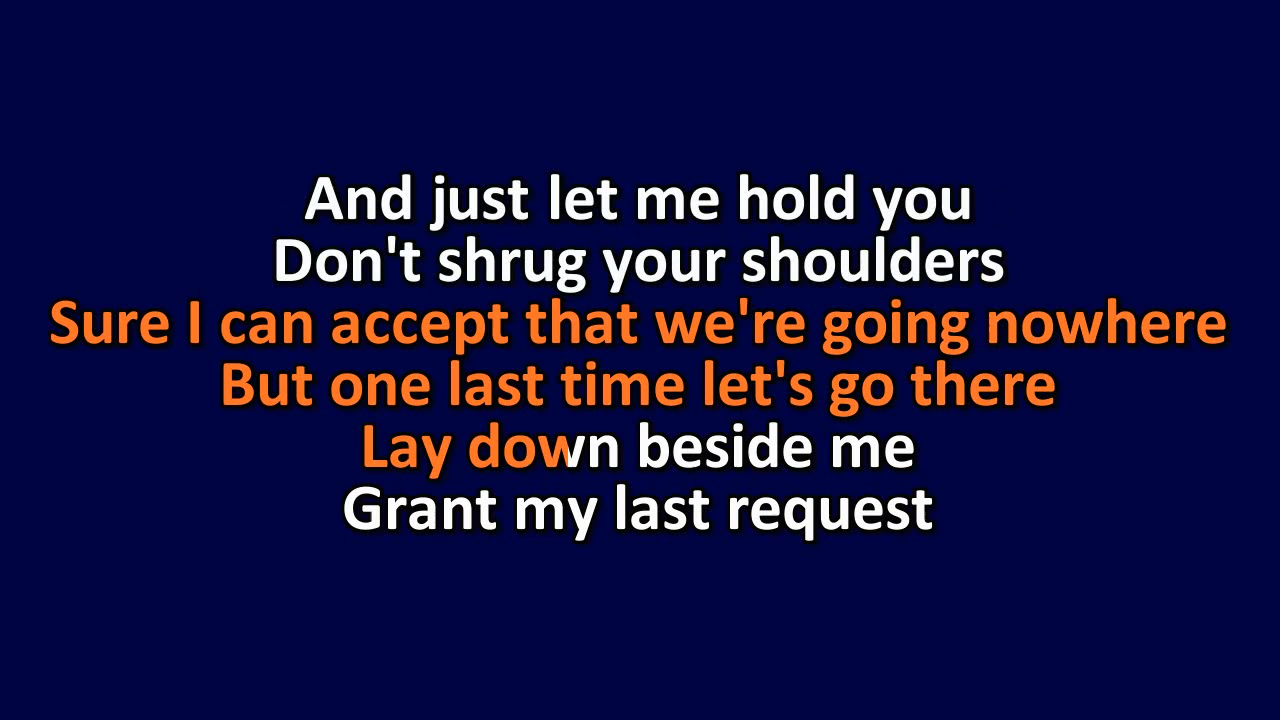 And just let me hold you
Don't shrug your shoulders
Sure I can accept that we're going nowhere
But one last time let's go there
Lay down beside me
Grant my last request